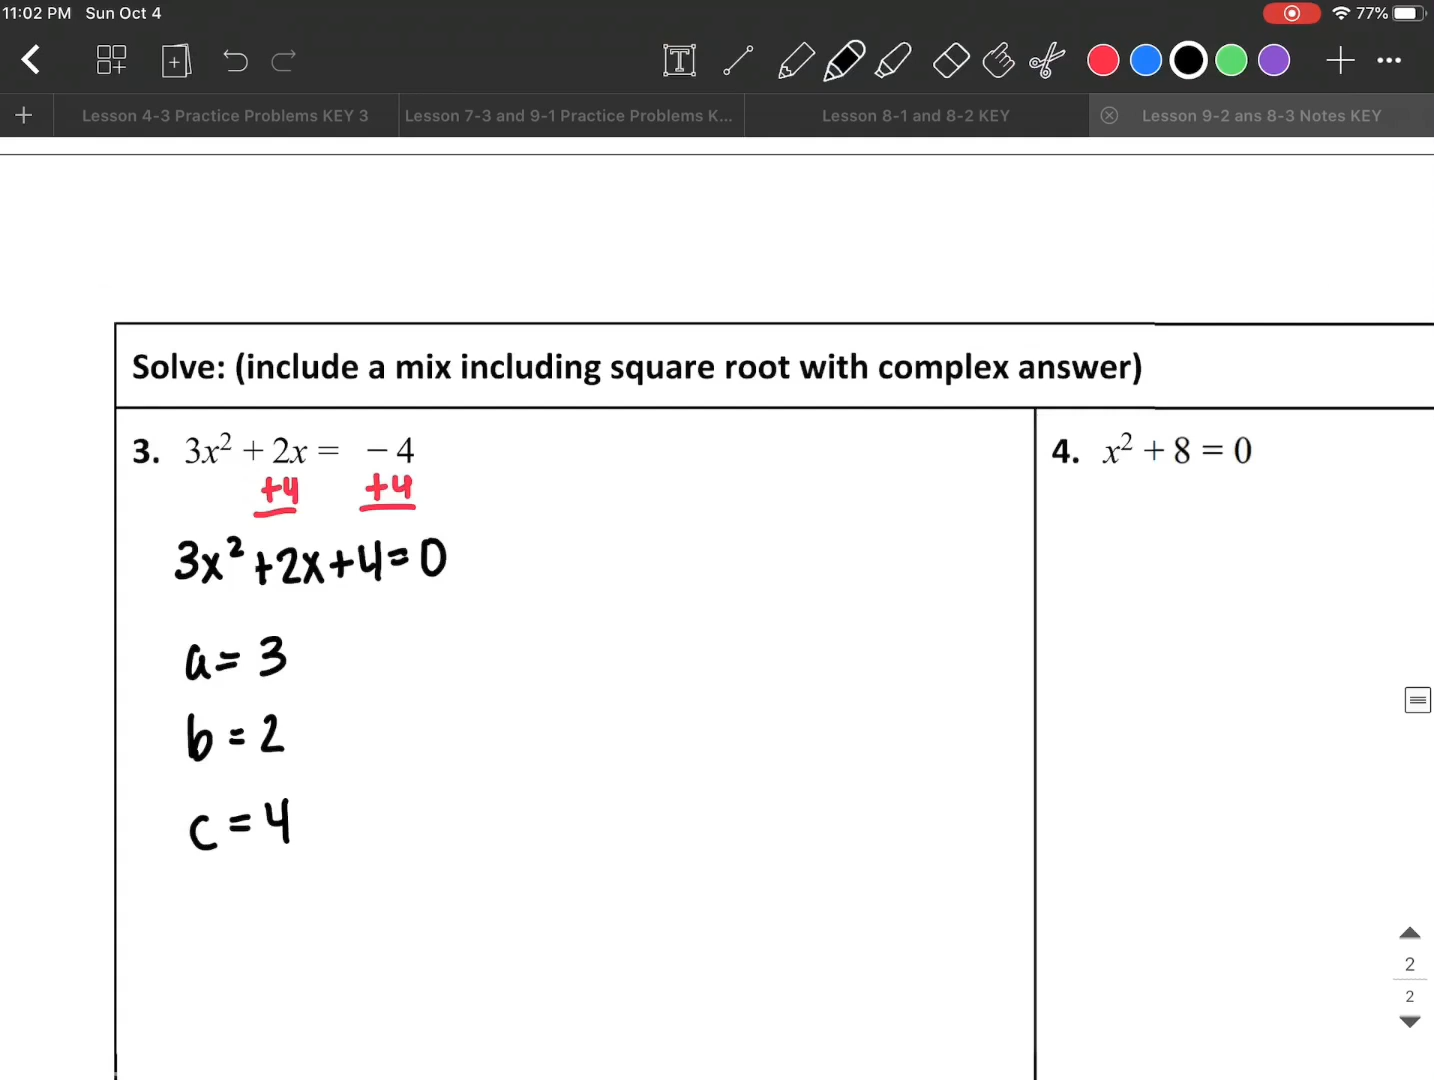 11:02 PM Sun Oct 4 77%
Lesson 4-3 Practice Problems KEY 3 Lesson 7-3 and 9-1 Practice Problems K... Lesson 8-1 and 8-2 KEY Lesson 9-2 ans 8-3 Notes KEY
Solve: (include a mix including square root with complex answer)
3. 3x² + 2x = − 4
+4 +4
3x² +2x+4=0
a= 3
b = 2
c = 4
4. x² + 8 = 0
2
2